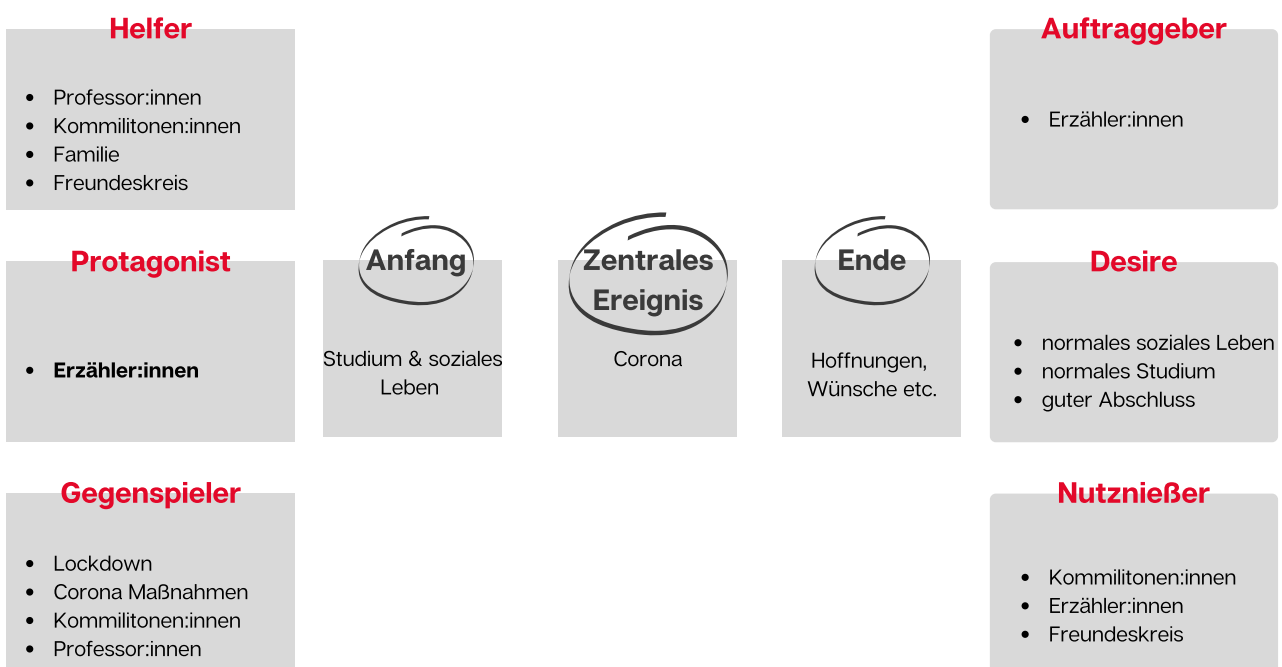 Helfer
• Professor:innen
• Kommilitonen:innen
• Familie
• Freundeskreis
Protagonist
• Erzähler:innen
Gegenspieler
• Lockdown
• Corona Maßnahmen
• Kommilitonen:innen
• Professor:innen
Anfang
Studium & soziales
Leben
Zentrales
Ereignis
Corona
Ende
Hoffnungen,
Wünsche etc.
Auftraggeber
• Erzähler:innen
Desire
• normales soziales Leben
• normales Studium
• guter Abschluss
Nutznießer
• Kommilitonen:innen
• Erzähler:innen
• Freundeskreis